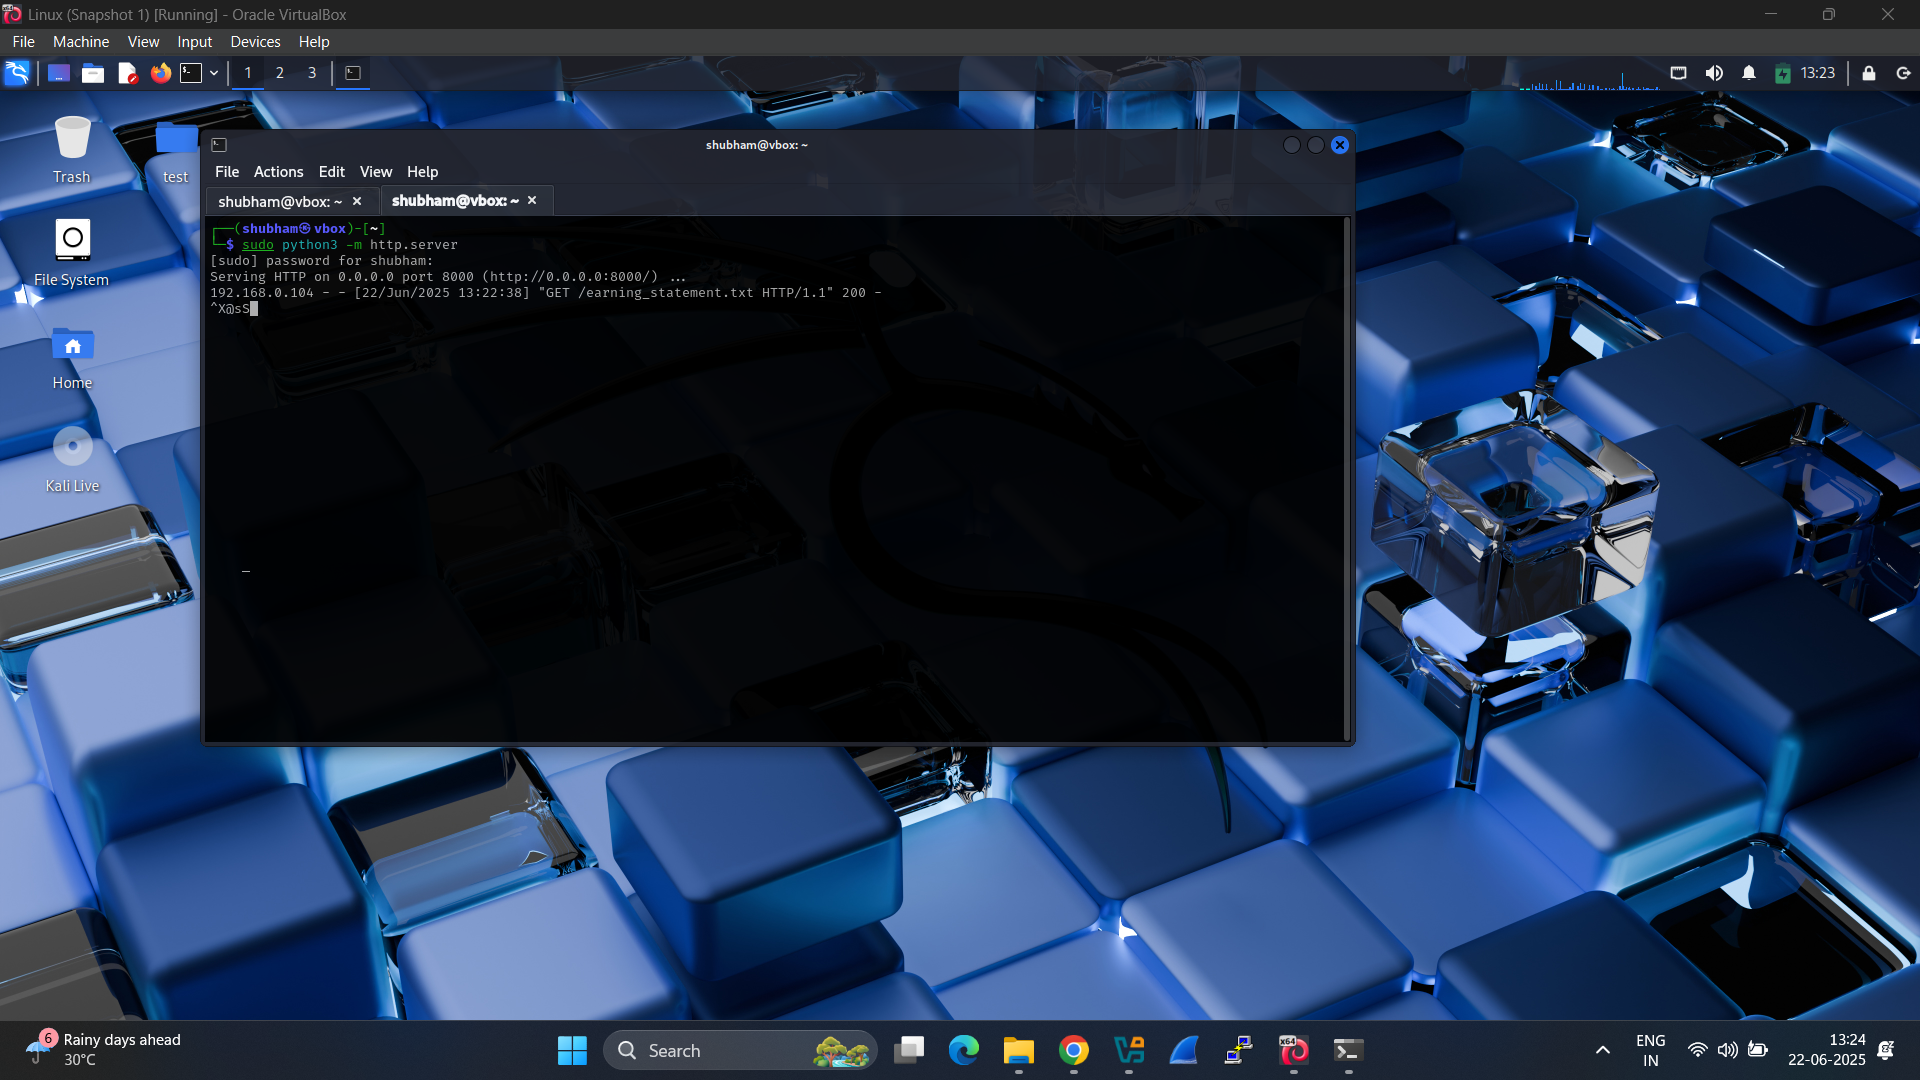 Linux (Snapshot 1) [Running] - Oracle VirtualBox
File Machine View Input Devices Help
1 2 3
13:23
Trash
test
File System
Home
Kali Live
shubham@vbox: ~
File Actions Edit View Help
shubham@vbox: ~ × shubham@vbox: ~ ×
┌──(shubham㉿vbox)-[~]
└─$ sudo python3 -m http.server
[sudo] password for shubham:
Serving HTTP on 0.0.0.0 port 8000 (http://0.0.0.0:8000/) ...
192.168.0.104 - - [22/Jun/2025 13:22:38] "GET /earning_statement.txt HTTP/1.1" 200 -
^X@sS
6
Rainy days ahead
30°C
Search
x64
ENG
IN
13:24
22-06-2025